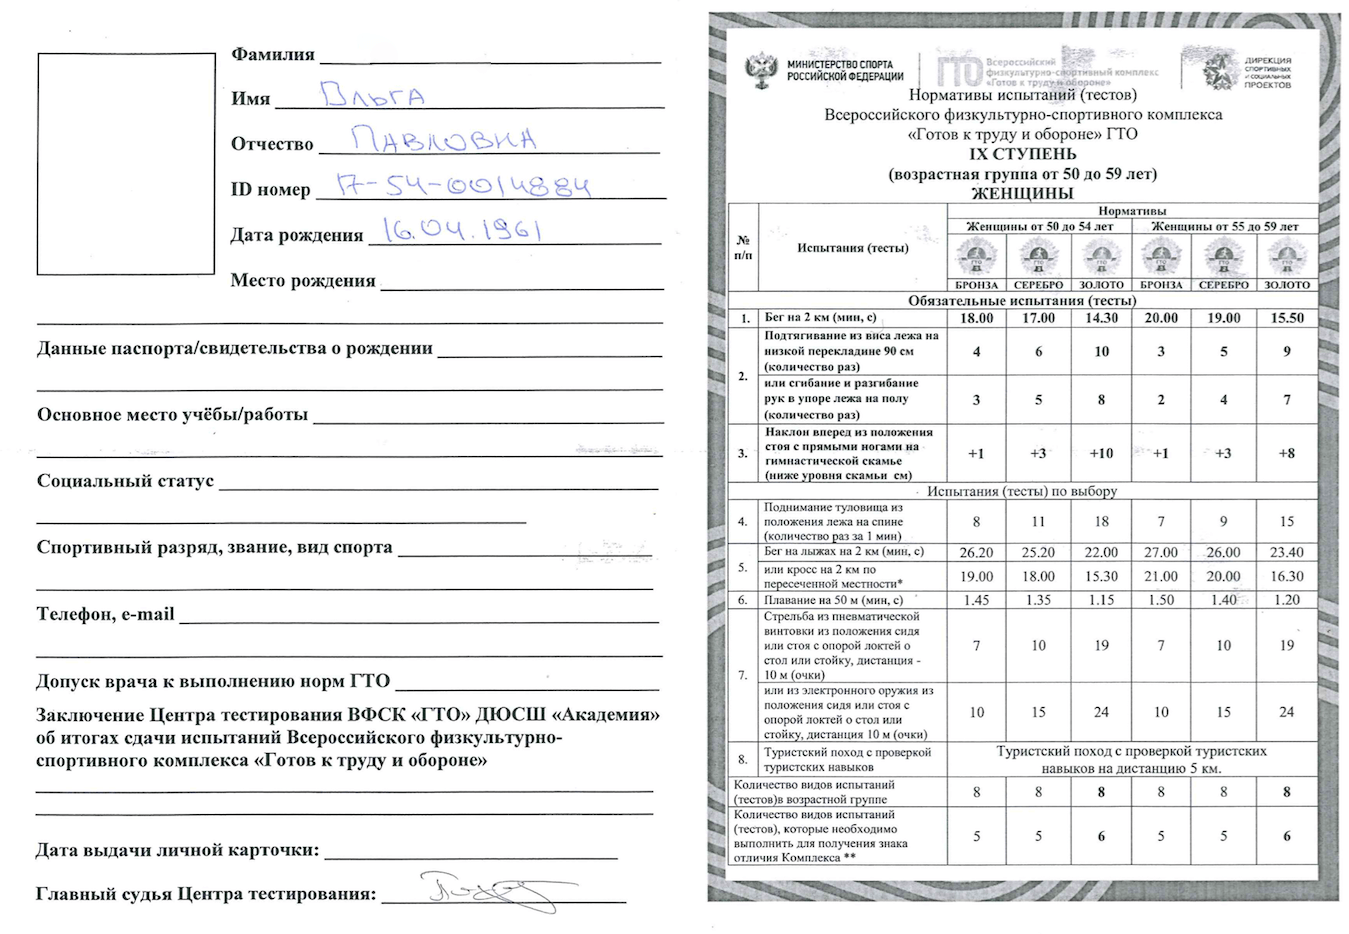 Фамилия
Имя Ольга
Отчество Павловна
ID номер 17-54-0014884
Дата рождения 16.04.1961
Место рождения
Данные паспорта/свидетельства о рождении
Основное место учёбы/работы
Социальный статус
Спортивный разряд, звание, вид спорта
Телефон, e-mail
Допуск врача к выполнению норм ГТО
Заключение Центра тестирования ВФСК «ГТО» ДЮСШ «Академия»
об итогах сдачи испытаний Всероссийского физкультурно-
спортивного комплекса «Готов к труду и обороне»
Дата выдачи личной карточки:
Главный судья Центра тестирования:
МИНИСТЕРСТВО СПОРТА
РОССИЙСКОЙ ФЕДЕРАЦИИ
ГТО
Всероссийский
физкультурно-спортивный комплекс
«Готов к труду и обороне»
ДИРЕКЦИЯ
СПОРТИВНЫХ
и СОЦИАЛЬНЫХ
ПРОЕКТОВ
Нормативы испытаний (тестов)
Всероссийского физкультурно-спортивного комплекса
«Готов к труду и обороне» ГТО
IX СТУПЕНЬ
(возрастная группа от 50 до 59 лет)
ЖЕНЩИНЫ
№
п/п
Испытания (тесты)
Нормативы
Женщины от 50 до 54 лет Женщины от 55 до 59 лет
ГТО ГТО ГТО ГТО ГТО ГТО
БРОНЗА СЕРЕБРО ЗОЛОТО БРОНЗА СЕРЕБРО ЗОЛОТО
Обязательные испытания (тесты)
1. Бег на 2 км (мин, с) 18.00 17.00 14.30 20.00 19.00 15.50
2.
Подтягивание из виса лежа на
низкой перекладине 90 см 4 6 10 3 5 9
(количество раз)
или сгибание и разгибание
рук в упоре лежа на полу 3 5 8 2 4 7
(количество раз)
Наклон вперед из положения
стоя с прямыми ногами на
3. гимнастической скамье +1 +3 +10 +1 +3 +8
(ниже уровня скамьи см)
Испытания (тесты) по выбору
Поднимание туловища из
4. положения лежа на спине 8 11 18 7 9 15
(количество раз за 1 мин)
5.
Бег на лыжах на 2 км (мин, с) 26.20 25.20 22.00 27.00 26.00 23.40
или кросс на 2 км по
пересеченной местности* 19.00 18.00 15.30 21.00 20.00 16.30
6. Плавание на 50 м (мин, с) 1.45 1.35 1.15 1.50 1.40 1.20
7.
Стрельба из пневматической
винтовки из положения сидя
или стоя с опорой локтей о 7 10 19 7 10 19
стол или стойку, дистанция -
10 м (очки)
или из электронного оружия из
положения сидя или стоя с
опорой локтей о стол или 10 15 24 10 15 24
стойку, дистанция 10 м (очки)
8. Туристский поход с проверкой
туристских навыков
Туристский поход с проверкой туристских
навыков на дистанцию 5 км.
Количество видов испытаний
(тестов)в возрастной группе 8 8 8 8 8 8
Количество видов испытаний
(тестов), которые необходимо
выполнить для получения знака 5 5 6 5 5 6
отличия Комплекса **